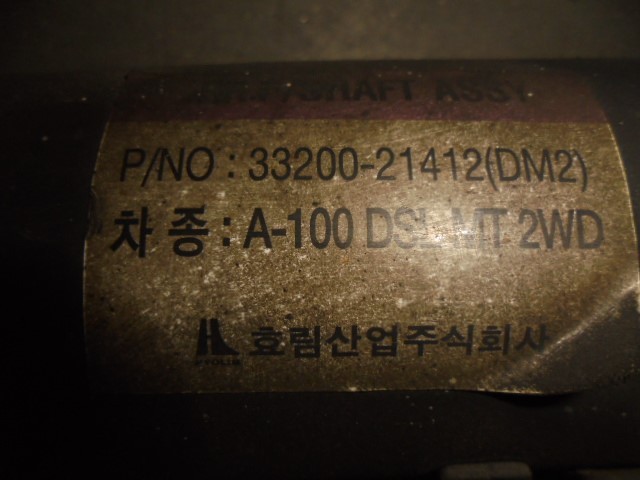 SHAFT ASSY
P/NO : 33200-21412(DM2)
차 종 : A-100 DSL MT 2WD
효림산업주식회사